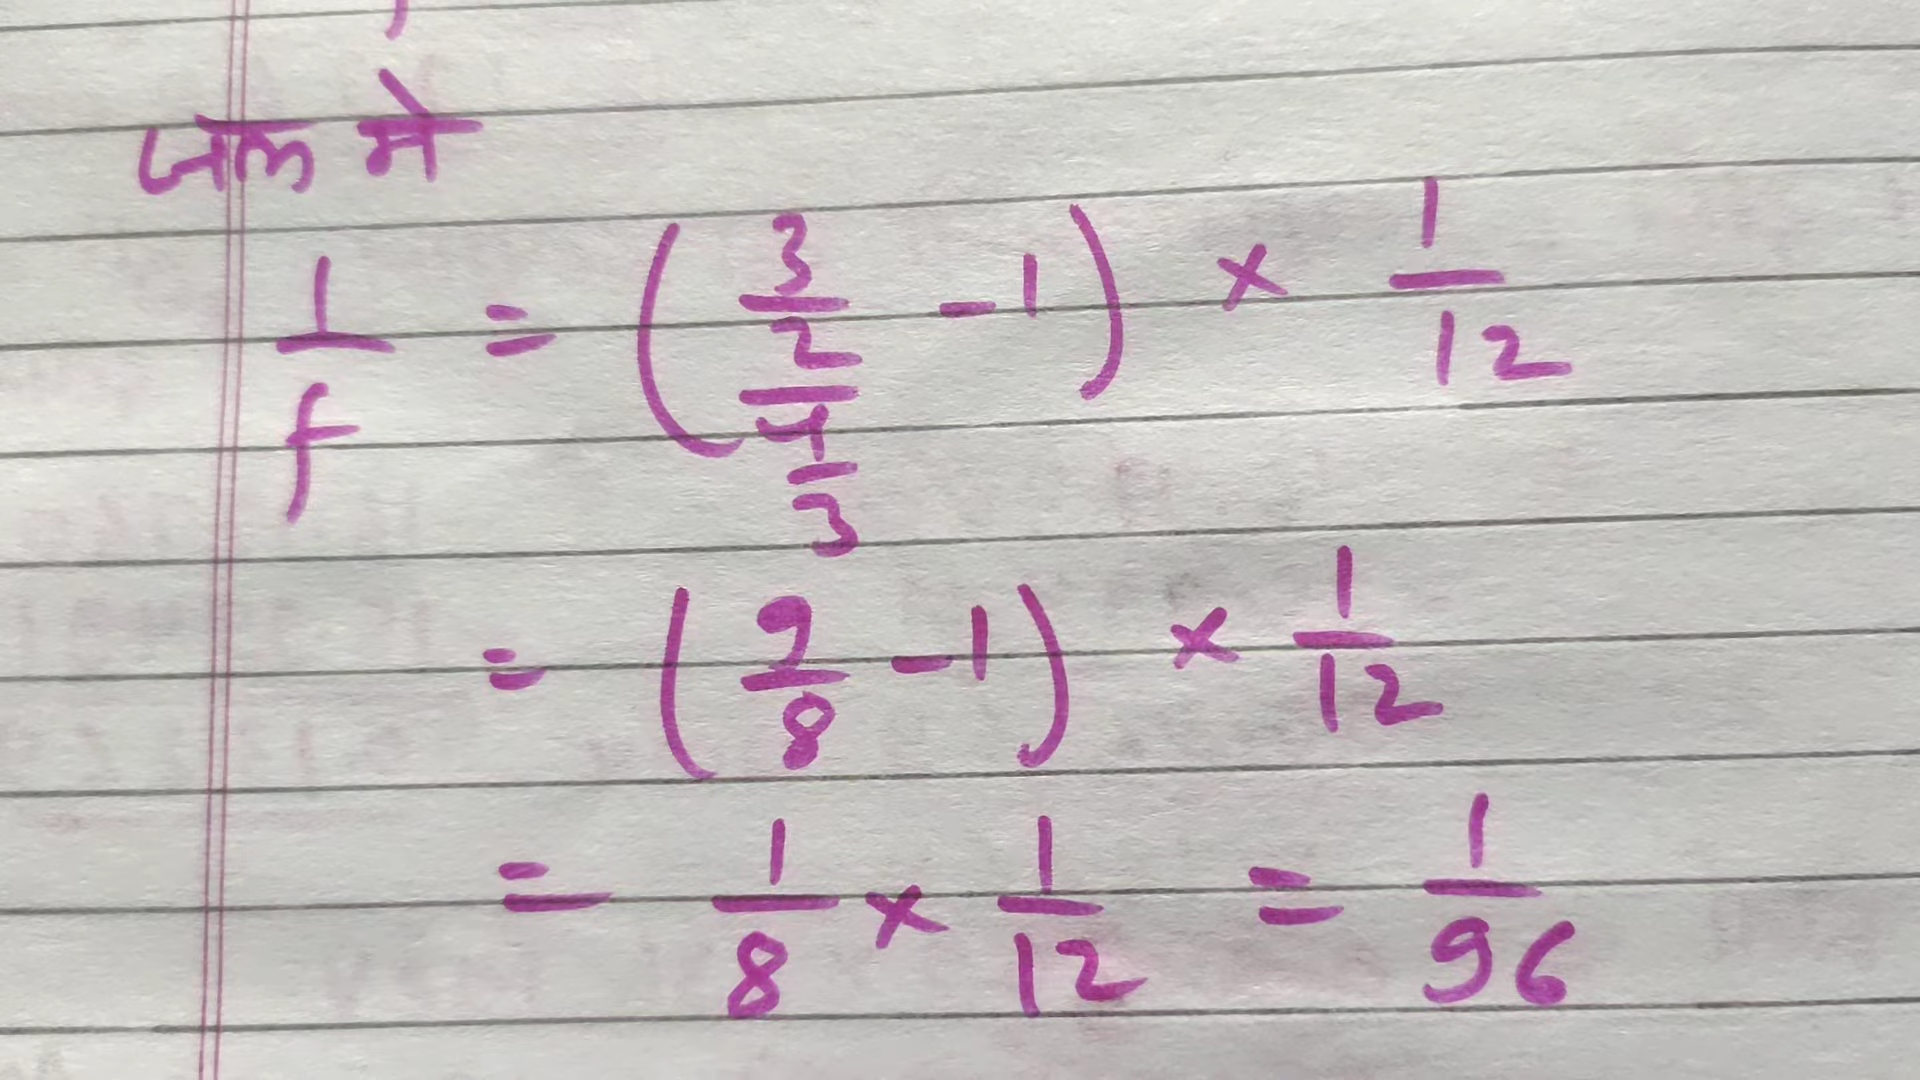 जल मे
1/f = ( (3/2)/(4/3) - 1 ) × 1/12
= ( 9/8 - 1 ) × 1/12
= 1/8 × 1/12 = 1/96